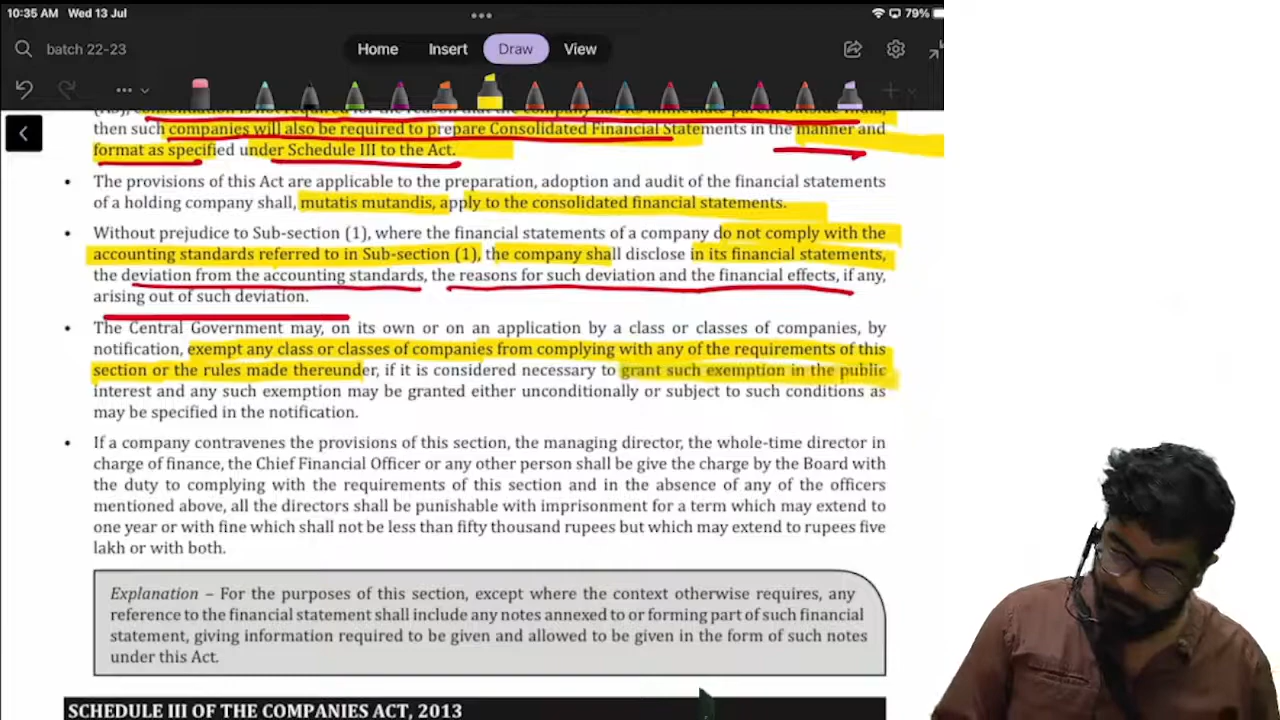 10:35 AM Wed 13 Jul
79%
batch 22-23
Home Insert Draw View
then such companies will also be required to prepare Consolidated Financial Statements in the manner and
format as specified under Schedule III to the Act.
• The provisions of this Act are applicable to the preparation, adoption and audit of the financial statements
of a holding company shall, mutatis mutandis, apply to the consolidated financial statements.
• Without prejudice to Sub-section (1), where the financial statements of a company do not comply with the
accounting standards referred to in Sub-section (1), the company shall disclose in its financial statements,
the deviation from the accounting standards, the reasons for such deviation and the financial effects, if any,
arising out of such deviation.
• The Central Government may, on its own or on an application by a class or classes of companies, by
notification, exempt any class or classes of companies from complying with any of the requirements of this
section or the rules made thereunder, if it is considered necessary to grant such exemption in the public
interest and any such exemption may be granted either unconditionally or subject to such conditions as
may be specified in the notification.
• If a company contravenes the provisions of this section, the managing director, the whole-time director in
charge of finance, the Chief Financial Officer or any other person shall be give the charge by the Board with
the duty to complying with the requirements of this section and in the absence of any of the officers
mentioned above, all the directors shall be punishable with imprisonment for a term which may extend to
one year or with fine which shall not be less than fifty thousand rupees but which may extend to rupees five
lakh or with both.
Explanation – For the purposes of this section, except where the context otherwise requires, any
reference to the financial statement shall include any notes annexed to or forming part of such financial
statement, giving information required to be given and allowed to be given in the form of such notes
under this Act.
SCHEDULE III OF THE COMPANIES ACT, 2013